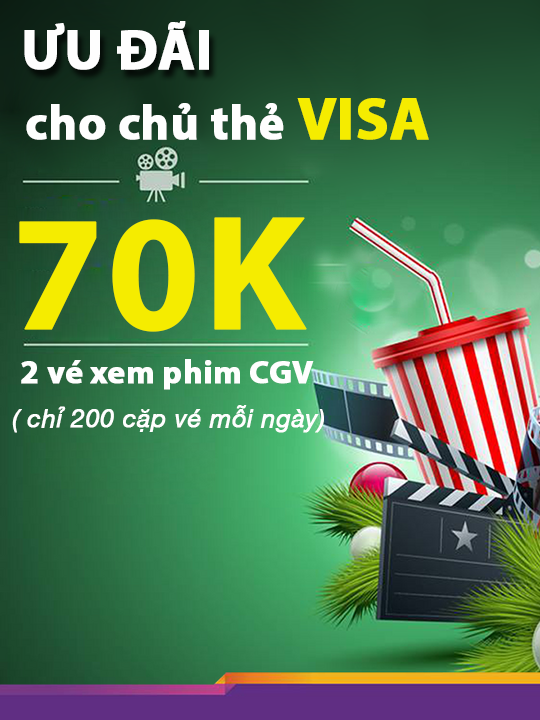 ƯU ĐÃI
cho chủ thẻ VISA
70K
2 vé xem phim CGV
( chỉ 200 cặp vé mỗi ngày)